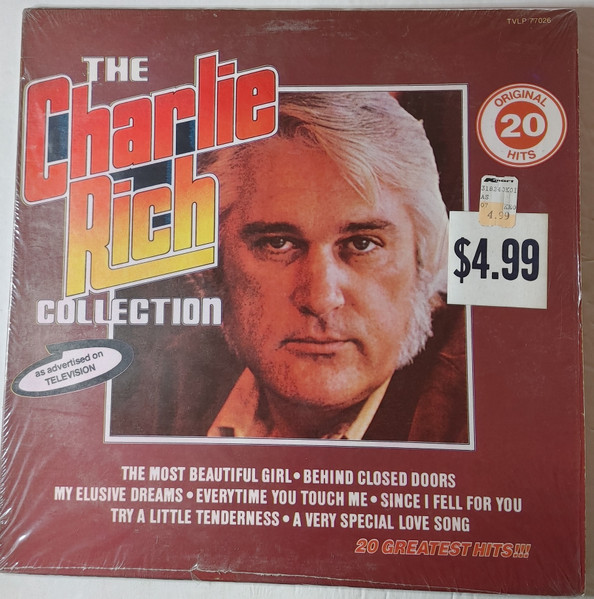 TVLP 77026
THE
Charlie
Rich
COLLECTION
ORIGINAL
20
HITS
Kmart
4.99
$4.99
as advertised on
TELEVISION
THE MOST BEAUTIFUL GIRL • BEHIND CLOSED DOORS
MY ELUSIVE DREAMS • EVERYTIME YOU TOUCH ME • SINCE I FELL FOR YOU
TRY A LITTLE TENDERNESS • A VERY SPECIAL LOVE SONG
20 GREATEST HITS!!!